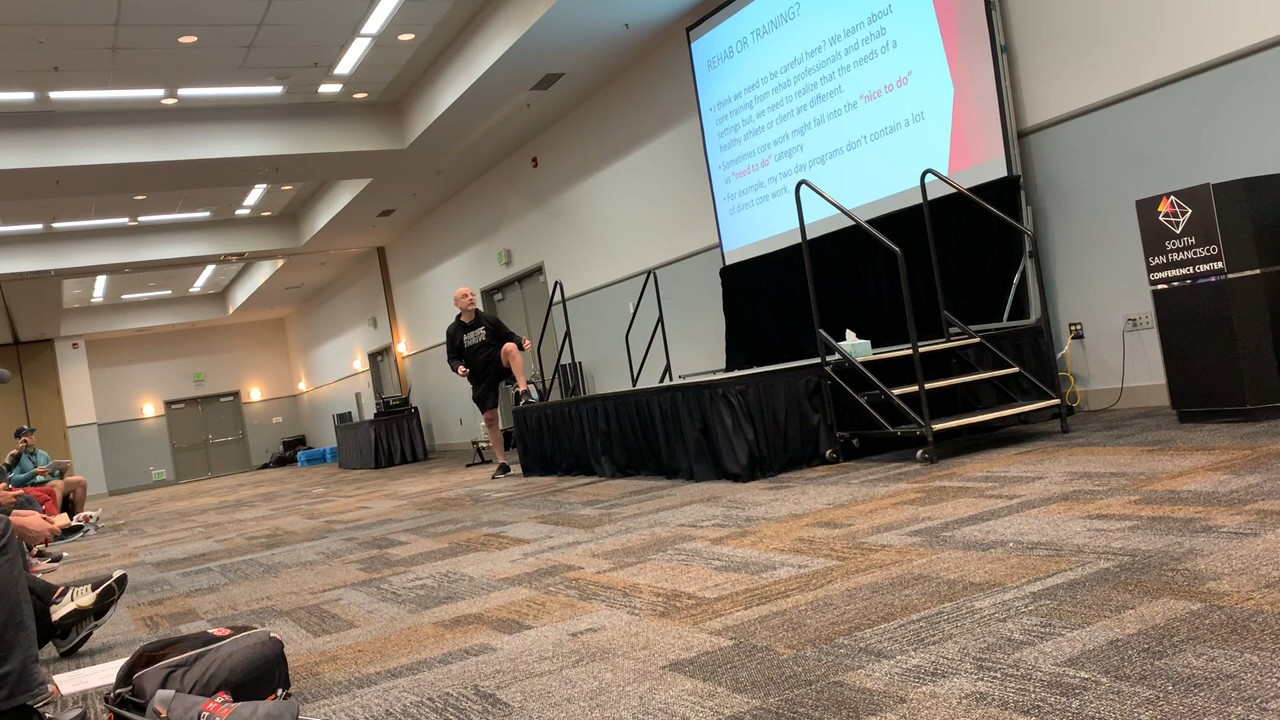 REHAB OR TRAINING?
• I think we need to be careful here? We learn about
core training from rehab professionals and rehab
settings but, we need to realize that the needs of a
healthy athlete or client are different.
• Sometimes core work might fall into the "nice to do"
vs "need to do" category
• For example, my two day programs don't contain a lot
of direct core work.
SOUTH
SAN FRANCISCO
CONFERENCE CENTER
THRIVE